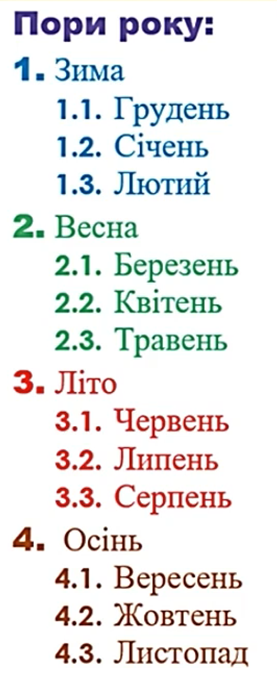 Пори року:
1. Зима
1.1. Грудень
1.2. Січень
1.3. Лютий
2. Весна
2.1. Березень
2.2. Квітень
2.3. Травень
3. Літо
3.1. Червень
3.2. Липень
3.3. Серпень
4. Осінь
4.1. Вересень
4.2. Жовтень
4.3. Листопад